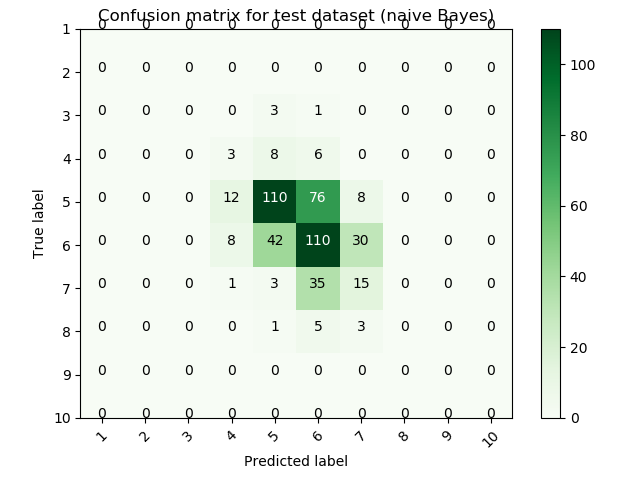 Confusion matrix for test dataset (naive Bayes)
1 0 0 0 0 0 0 0 0 0 0
2 0 0 0 0 0 0 0 0 0 0
3 0 0 0 0 3 1 0 0 0 0
4 0 0 0 3 8 6 0 0 0 0
5 0 0 0 12 110 76 8 0 0 0
6 0 0 0 8 42 110 30 0 0 0
7 0 0 0 1 3 35 15 0 0 0
8 0 0 0 0 1 5 3 0 0 0
9 0 0 0 0 0 0 0 0 0 0
10 0 0 0 0 0 0 0 0 0 0
1 2 3 4 5 6 7 8 9 10
Predicted label
True label
100
80
60
40
20
0